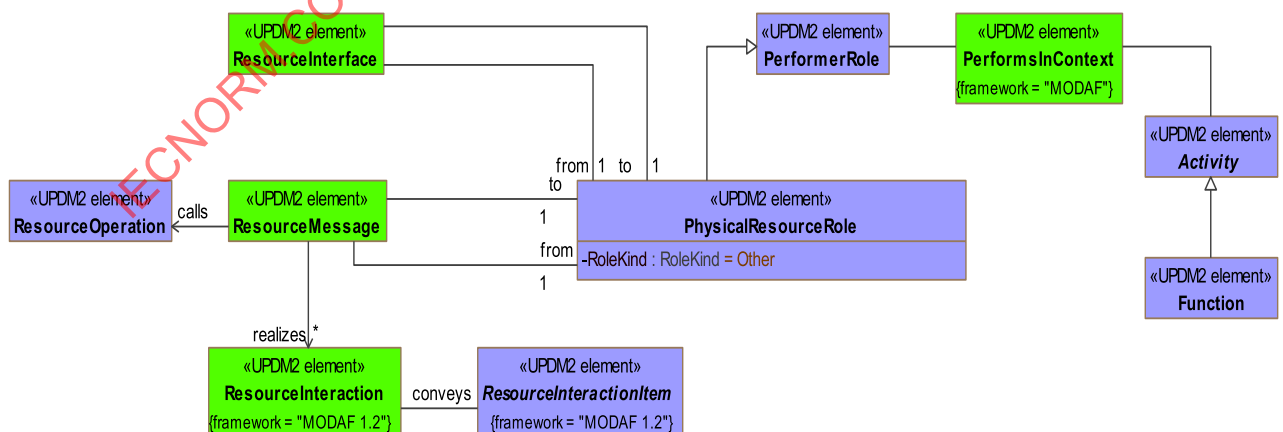 «UPDM2 element»
ResourceInterface
«UPDM2 element»
PerformerRole
«UPDM2 element»
PerformsInContext
{framework = "MODAF"}
«UPDM2 element»
Activity
from 1 to 1
«UPDM2 element»
ResourceOperation
calls
«UPDM2 element»
ResourceMessage
to
1
from
1
«UPDM2 element»
PhysicalResourceRole
-RoleKind : RoleKind = Other
«UPDM2 element»
Function
realizes *
«UPDM2 element»
ResourceInteraction
{framework = "MODAF 1.2"}
conveys
«UPDM2 element»
ResourceInteractionItem
{framework = "MODAF 1.2"}
IECNORM.CO